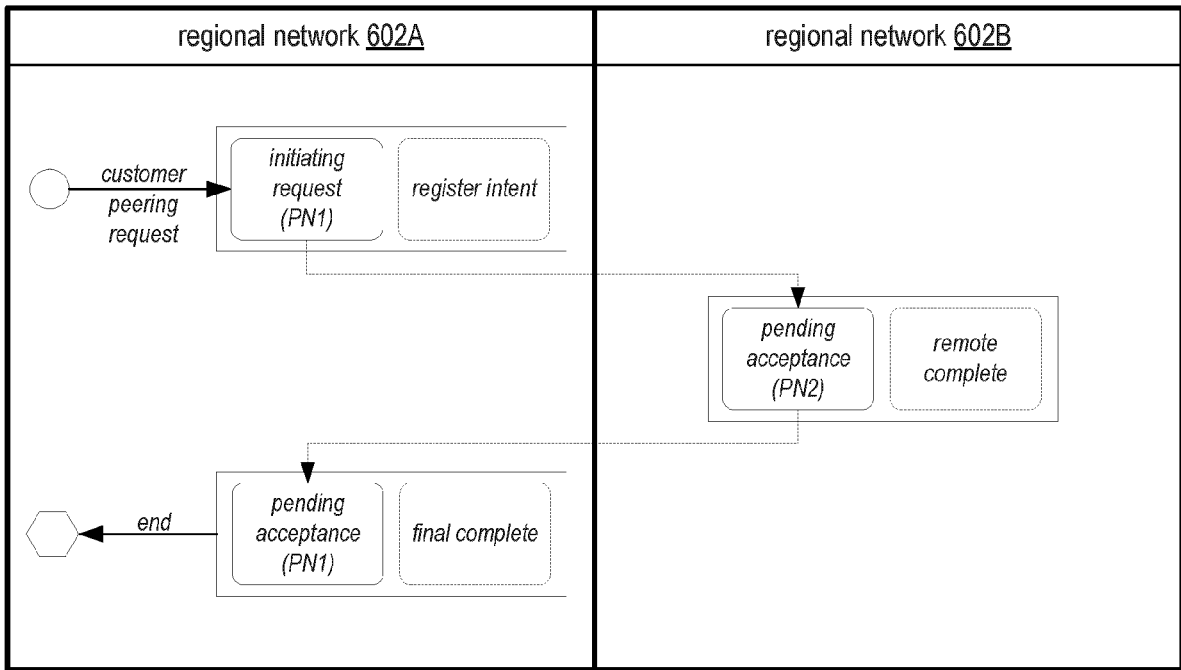 regional network 602A
regional network 602B
customer
peering
request
initiating
request
(PN1)
register intent
pending
acceptance
(PN2)
remote
complete
pending
acceptance
(PN1)
final complete
end